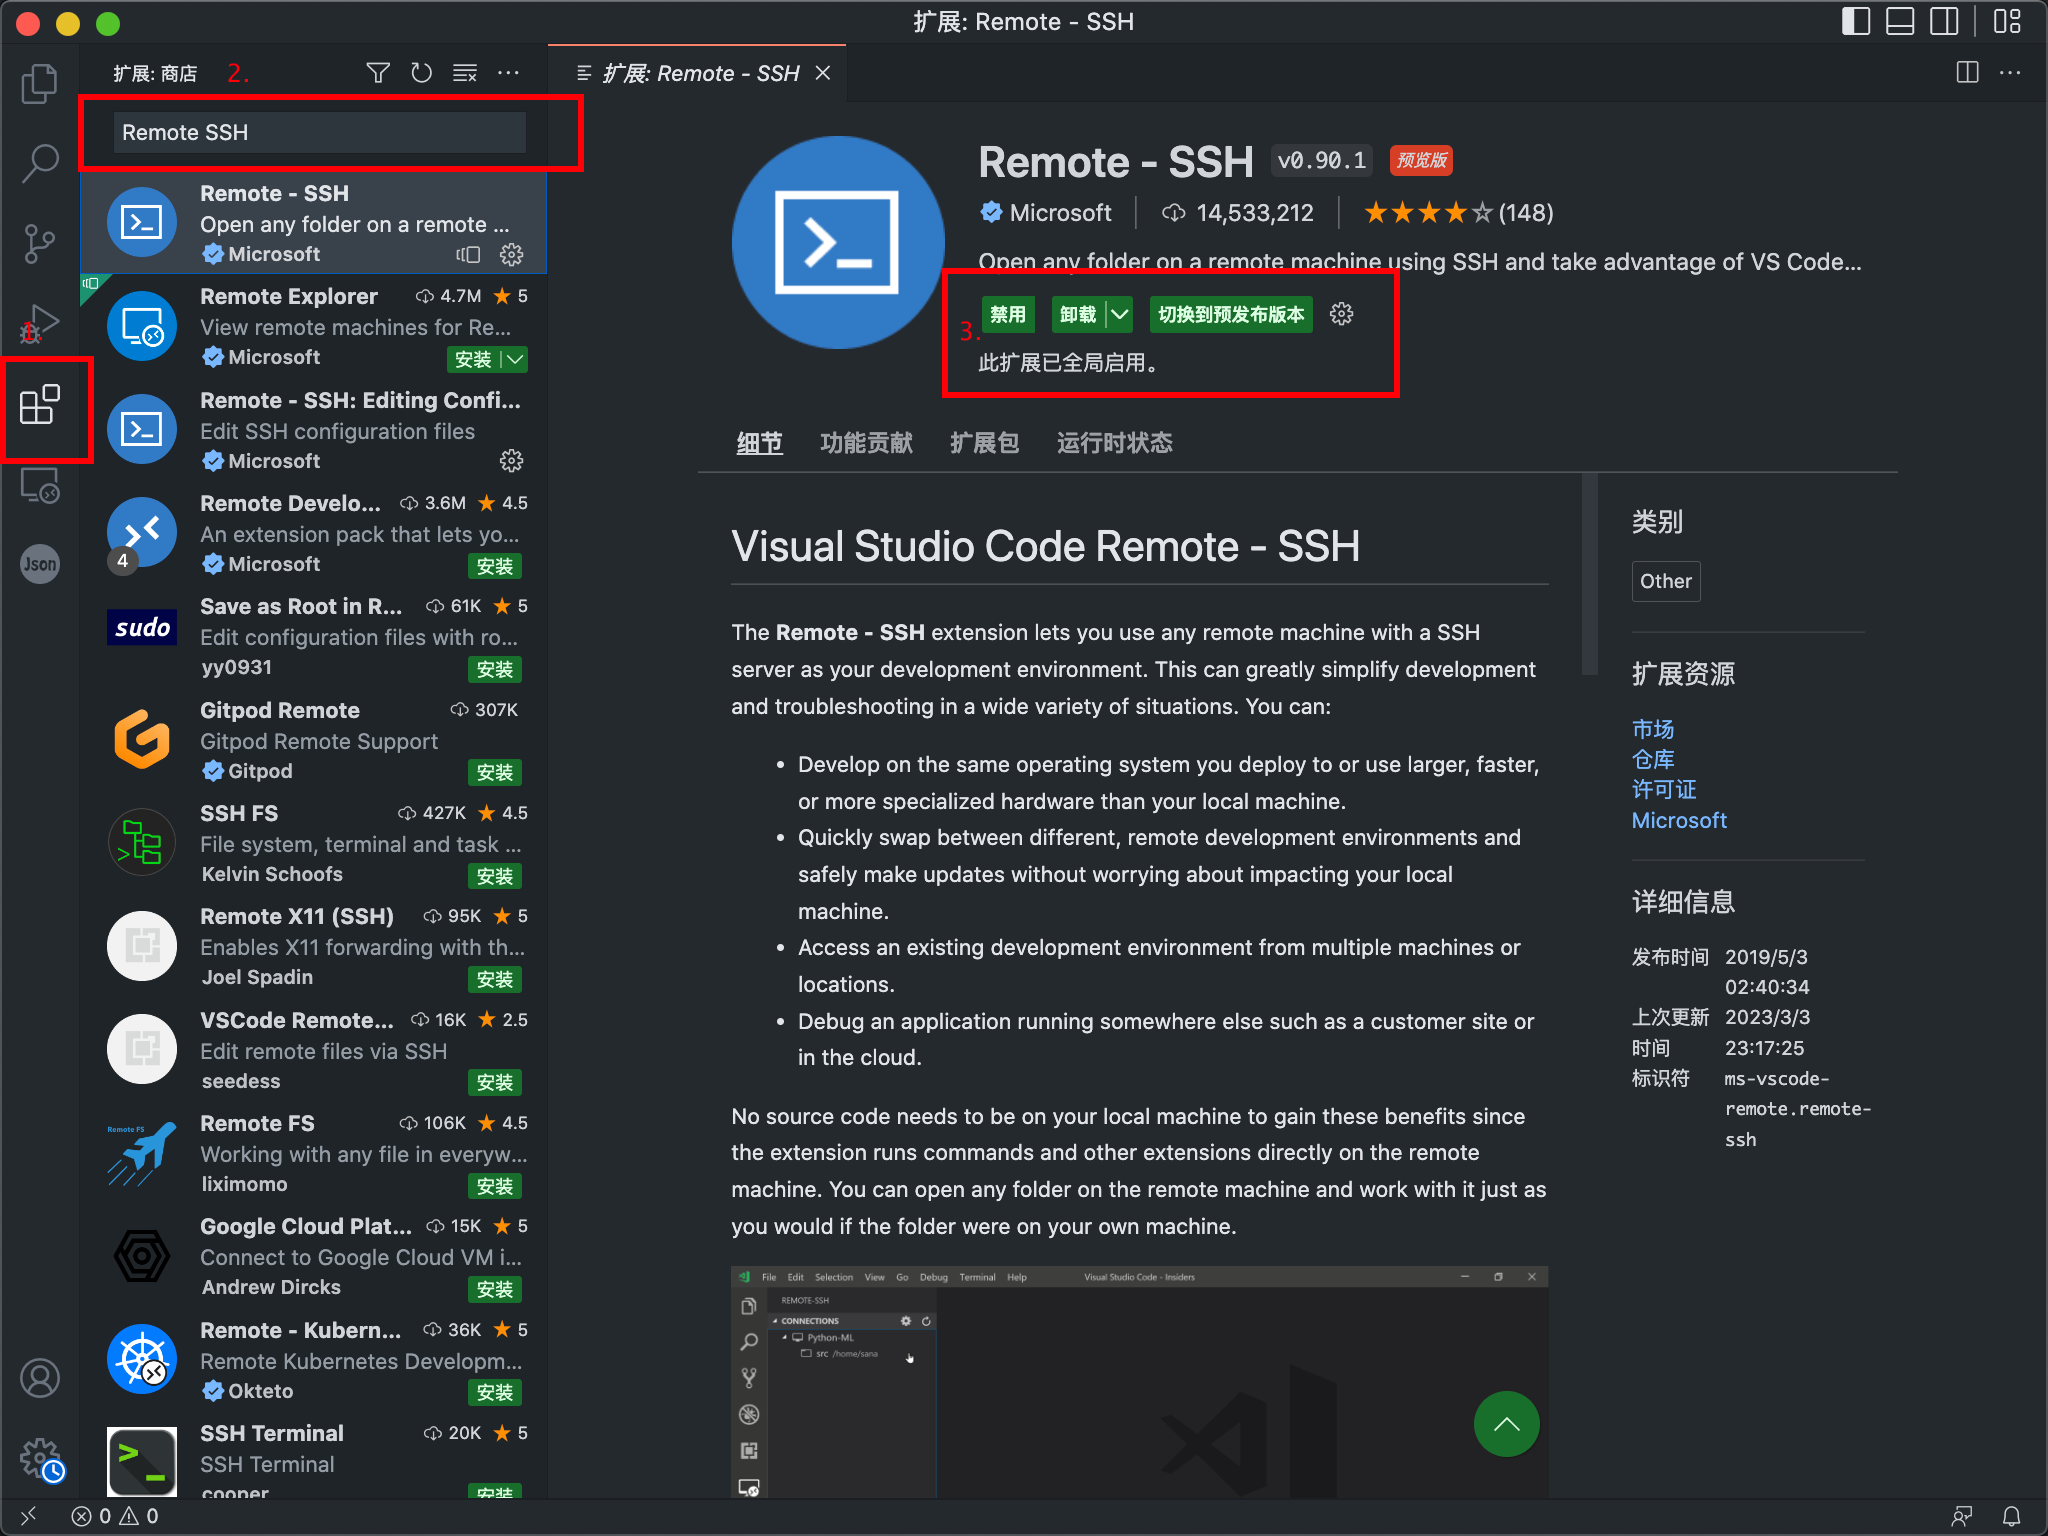 扩展: Remote - SSH
扩展: 商店
2.
Remote SSH
Remote - SSH
Open any folder on a remote ...
Microsoft
Remote Explorer 4.7M 5
View remote machines for Re...
Microsoft
安装
Remote - SSH: Editing Confi...
Edit SSH configuration files
Microsoft
Remote Develo... 3.6M 4.5
An extension pack that lets yo...
4
Microsoft
安装
sudo
Save as Root in R... 61K 5
Edit configuration files with ro...
yy0931
安装
Gitpod Remote 307K
Gitpod Remote Support
Gitpod
安装
SSH FS 427K 4.5
File system, terminal and task ...
Kelvin Schoofs
安装
Remote X11 (SSH) 95K 5
Enables X11 forwarding with th...
Joel Spadin
安装
VSCode Remote... 16K 2.5
Edit remote files via SSH
seedess
安装
Remote FS
Remote FS 106K 4.5
Working with any file in everyw...
liximomo
安装
Google Cloud Plat... 15K 5
Connect to Google Cloud VM i...
Andrew Dircks
安装
Remote - Kubern... 36K 5
Remote Kubernetes Developm...
Okteto
安装
SSH Terminal 20K 5
SSH Terminal
cooper
安装
1.
Json
扩展: Remote - SSH
Remote - SSH v0.90.1 预览版
Microsoft 14,533,212 (148)
Open any folder on a remote machine using SSH and take advantage of VS Code...
3.
禁用 卸载 切换到预发布版本
此扩展已全局启用。
细节 功能贡献 扩展包 运行时状态
Visual Studio Code Remote - SSH
The Remote - SSH extension lets you use any remote machine with a SSH
server as your development environment. This can greatly simplify development
and troubleshooting in a wide variety of situations. You can:
• Develop on the same operating system you deploy to or use larger, faster,
or more specialized hardware than your local machine.
• Quickly swap between different, remote development environments and
safely make updates without worrying about impacting your local
machine.
• Access an existing development environment from multiple machines or
locations.
• Debug an application running somewhere else such as a customer site or
in the cloud.
No source code needs to be on your local machine to gain these benefits since
the extension runs commands and other extensions directly on the remote
machine. You can open any folder on the remote machine and work with it just as
you would if the folder were on your own machine.
File Edit Selection View Go Debug Terminal Help Visual Studio Code - Insiders
REMOTE-SSH
CONNECTIONS
Python-ML
src /home/sana
类别
Other
扩展资源
市场
仓库
许可证
Microsoft
详细信息
发布时间 2019/5/3
02:40:34
上次更新 2023/3/3
时间 23:17:25
标识符 ms-vscode-
remote.remote-
ssh
0 0